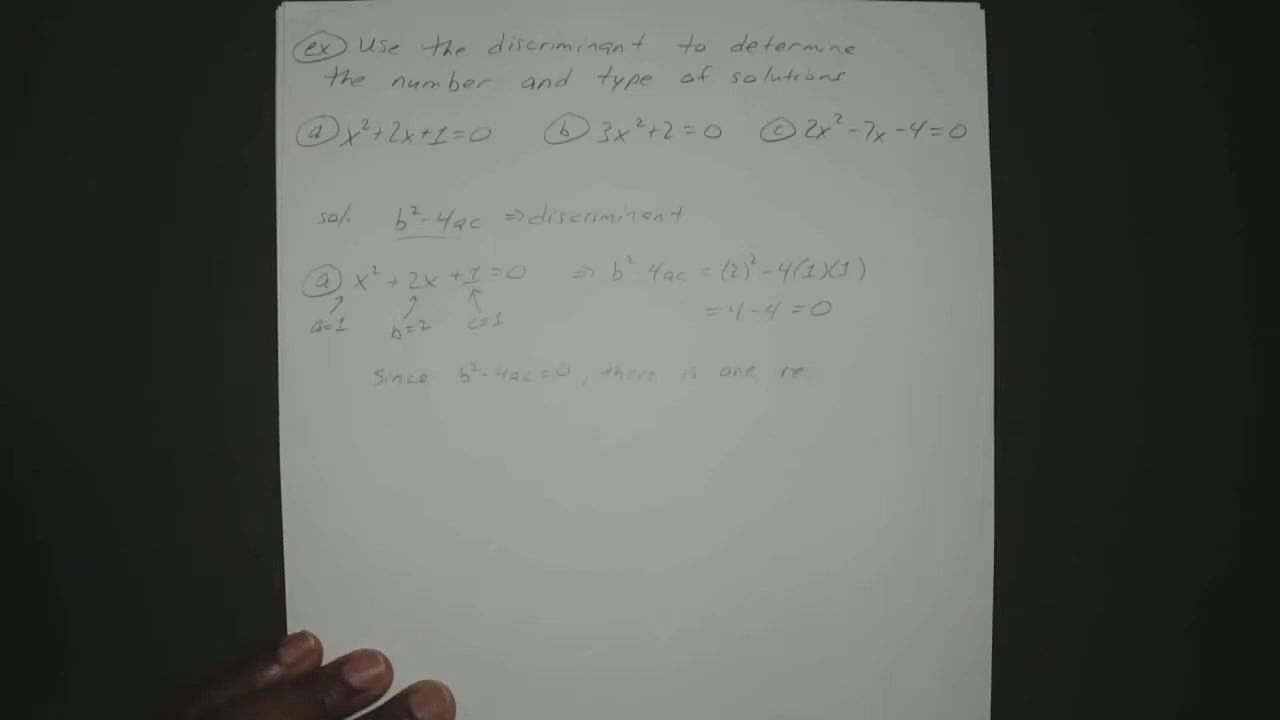 ex Use the discriminant to determine
the number and type of solutions
a x²+2x+1=0 b 3x²+2=0 c 2x²-7x-4=0
sol. b²-4ac ⇒ discriminant
a x²+2x+1=0 ⇒ b²-4ac = (2)²-4(1)(1)
a=1 b=2 c=1 =4-4=0
Since b²-4ac=0, there is one re